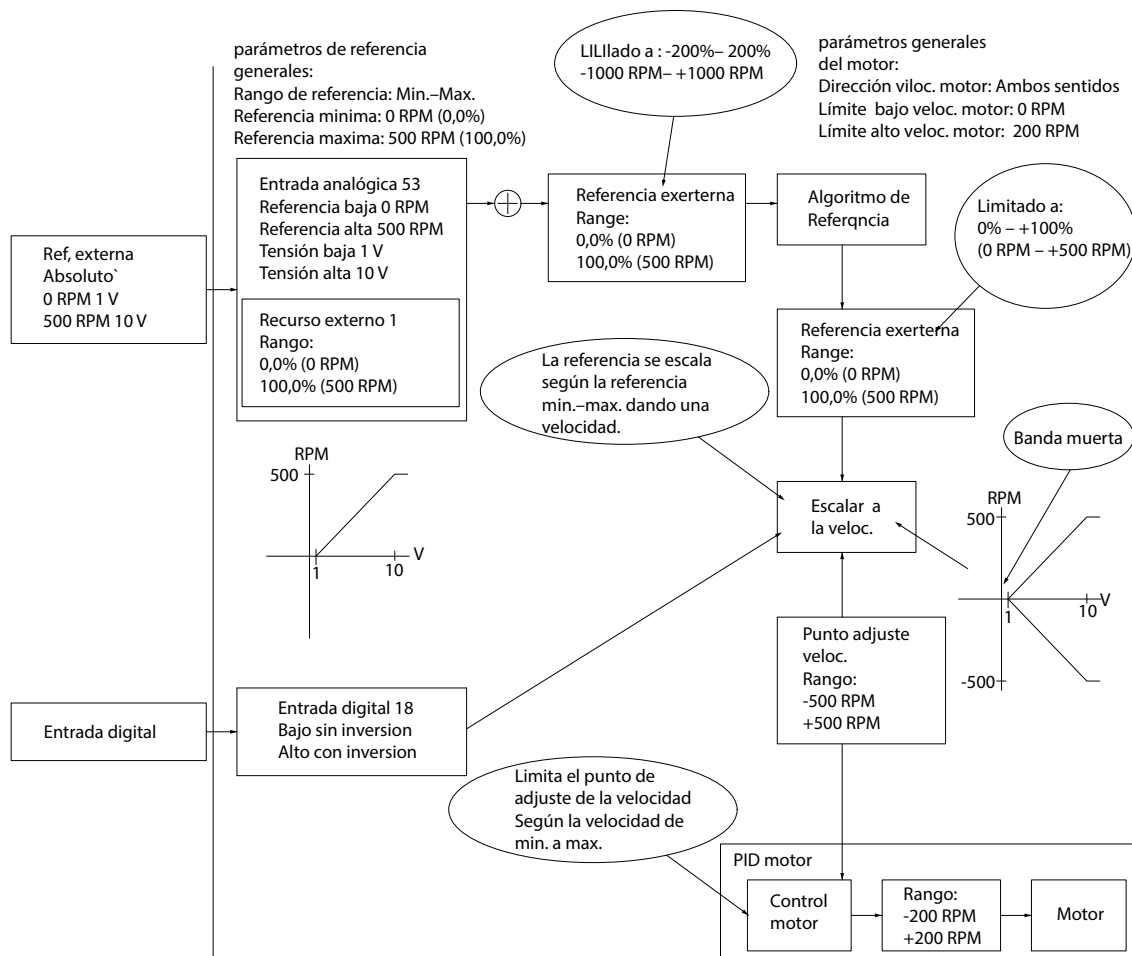 parámetros de referencia
generales:
Rango de referencia: Min.–Max.
Referencia minima: 0 RPM (0,0%)
Referencia maxima: 500 RPM (100,0%)
LILIlado a : -200%– 200%
-1000 RPM– +1000 RPM
parámetros generales
del motor:
Dirección viloc. motor: Ambos sentidos
Límite bajo veloc. motor: 0 RPM
Límite alto veloc. motor: 200 RPM
Ref, externa
Absoluto`
0 RPM 1 V
500 RPM 10 V
Entrada analógica 53
Referencia baja 0 RPM
Referencia alta 500 RPM
Tensión baja 1 V
Tensión alta 10 V
Recurso externo 1
Rango:
0,0% (0 RPM)
100,0% (500 RPM)
Referencia exerterna
Range:
0,0% (0 RPM)
100,0% (500 RPM)
Algoritmo de
Referqncia
Limitado a:
0% – +100%
(0 RPM – +500 RPM)
Referencia exerterna
Range:
0,0% (0 RPM)
100,0% (500 RPM)
La referencia se escala
según la referencia
min.–max. dando una
velocidad.
RPM
500
1
10
V
Escalar a
la veloc.
Banda muerta
RPM
500
1
10
V
-500
Punto adjuste
veloc.
Rango:
-500 RPM
+500 RPM
Entrada digital
Entrada digital 18
Bajo sin inversion
Alto con inversion
Limita el punto de
adjuste de la velocidad
Según la velocidad de
min. a max.
PID motor
Control
motor
Rango:
-200 RPM
+200 RPM
Motor